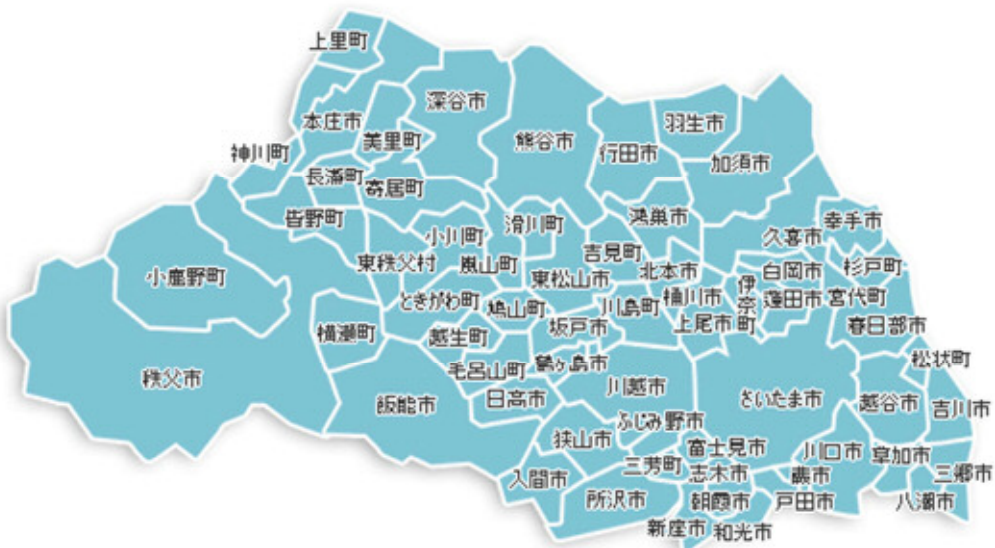 上里町
深谷市
本庄市
羽生市
美里町
熊谷市
行田市
神川町
加須市
長瀞町
寄居町
皆野町
滑川町
鴻巣市
幸手市
小川町
久喜市
吉見町
東秩父村
嵐山町
北本市
白岡市
杉戸町
小鹿野町
東松山市
伊奈町
ときがわ町
鳩山町
川島町
桶川市
蓮田市
宮代町
横瀬町
越生町
坂戸市
上尾市
春日部市
松状町
毛呂山町
鶴ヶ島市
秩父市
川越市
飯能市
日高市
さいたま市
越谷市
吉川市
ふじみ野市
狭山市
富士見市
川口市
草加市
三芳町
志木市
蕨市
三郷市
入間市
所沢市
朝霞市
戸田市
八潮市
新座市
和光市